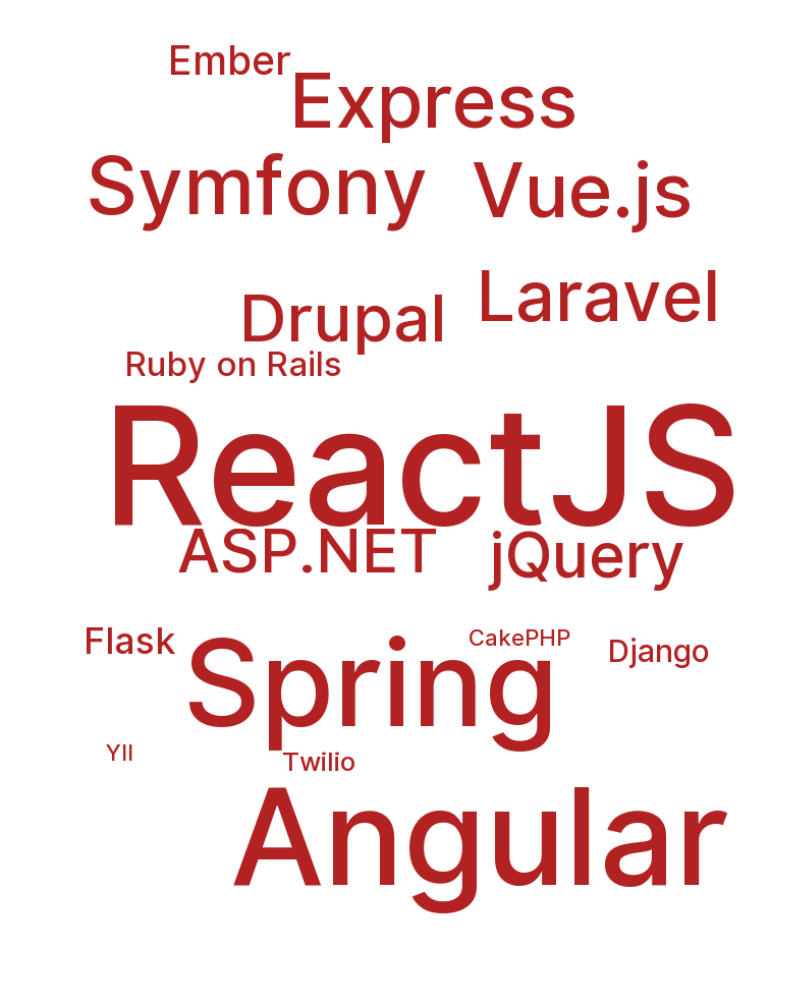 Ember
Express
Symfony
Vue.js
Laravel
Drupal
Ruby on Rails
ReactJS
ASP.NET
jQuery
Flask
Spring
CakePHP
Django
YII
Twilio
Angular